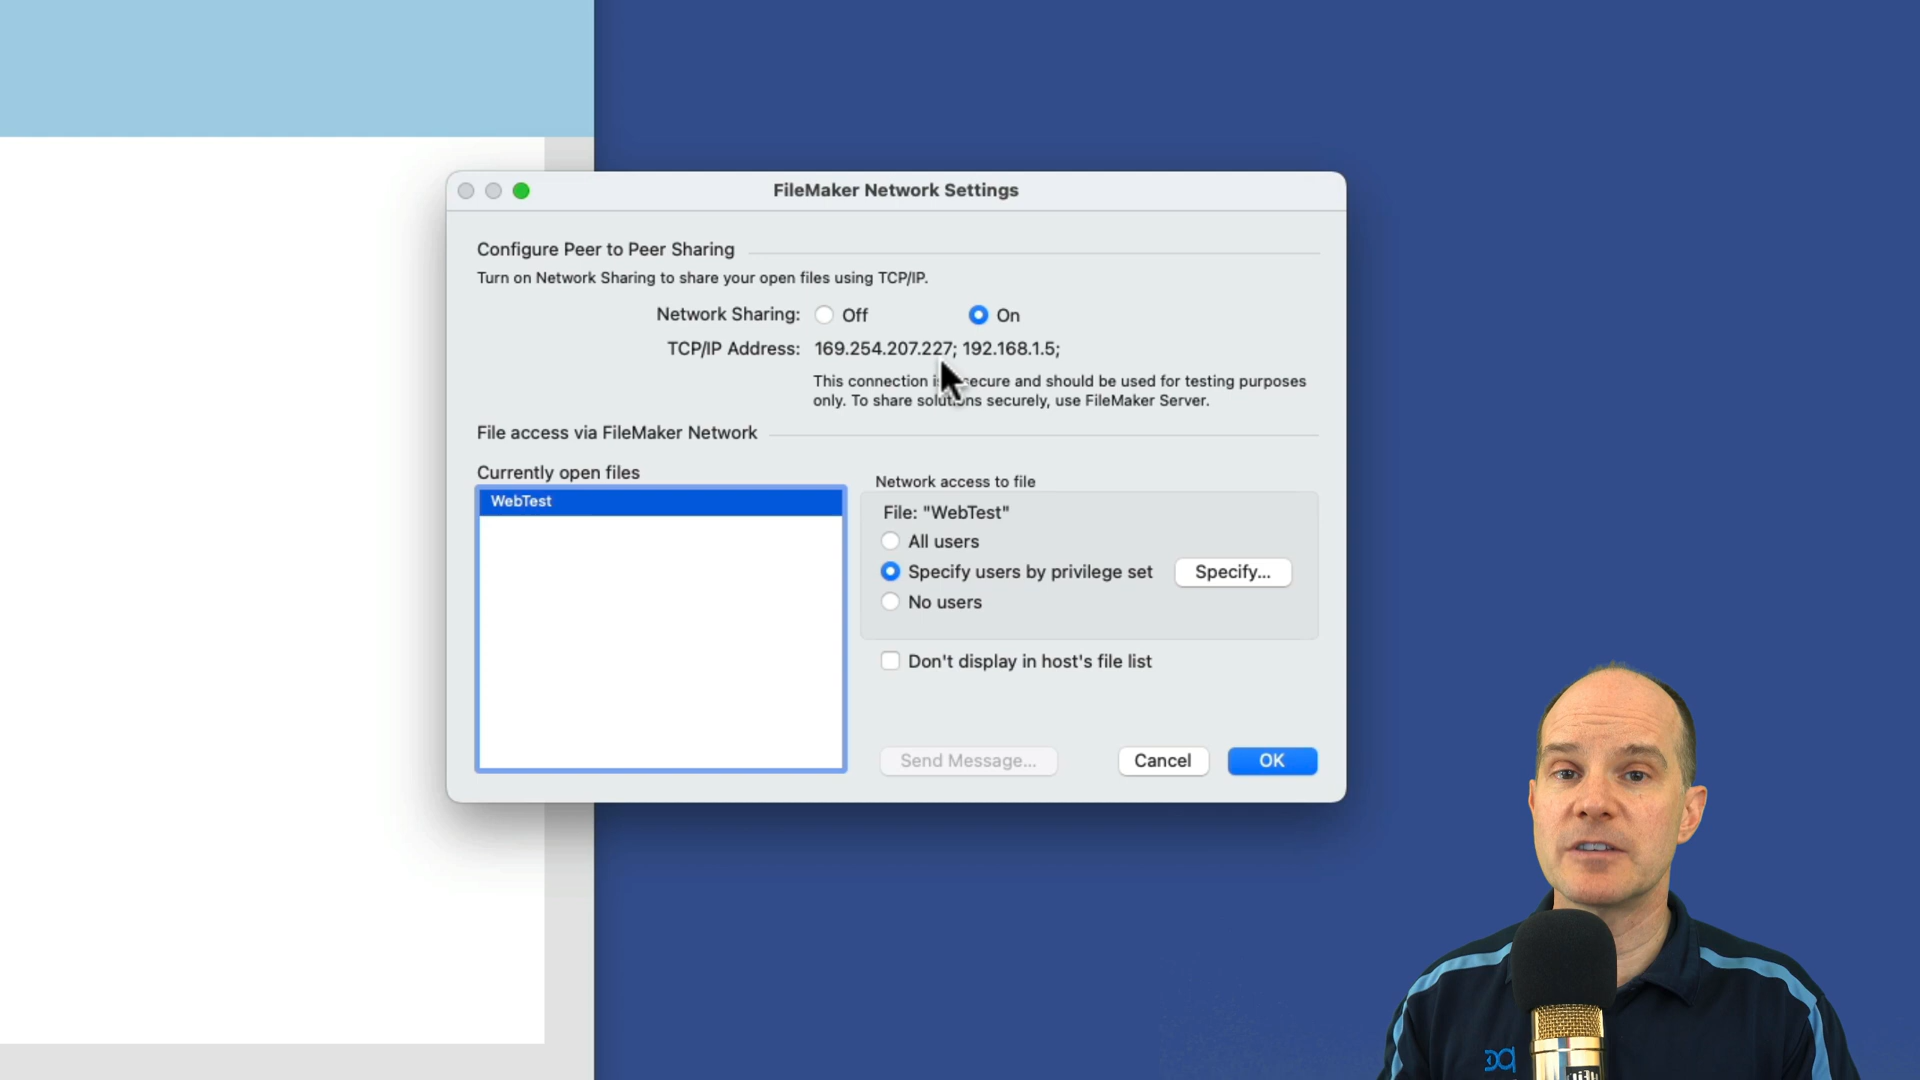 FileMaker Network Settings
Configure Peer to Peer Sharing
Turn on Network Sharing to share your open files using TCP/IP.
Network Sharing: Off On
TCP/IP Address: 169.254.207.227; 192.168.1.5;
This connection secure and should be used for testing purposes
only. To share solutions securely, use FileMaker Server.
File access via FileMaker Network
Currently open files
WebTest
Network access to file
File: "WebTest"
All users
Specify users by privilege set Specify...
No users
Don't display in host's file list
Send Message... Cancel OK